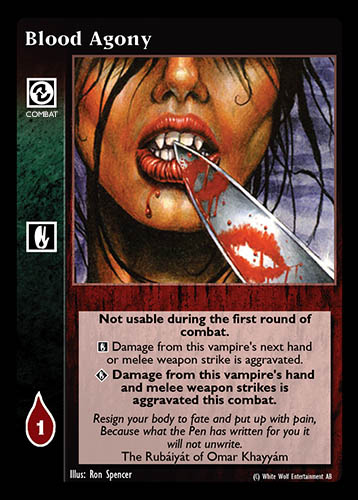 Blood Agony
COMBAT
Not usable during the first round of
combat.
Damage from this vampire's next hand
or melee weapon strike is aggravated.
Damage from this vampire's hand
and melee weapon strikes is
aggravated this combat.
Resign your body to fate and put up with pain,
Because what the Pen has written for you it
will not unwrite.
The Rubáiyát of Omar Khayyám
1
Illus: Ron Spencer
(C) White Wolf Entertainment AB